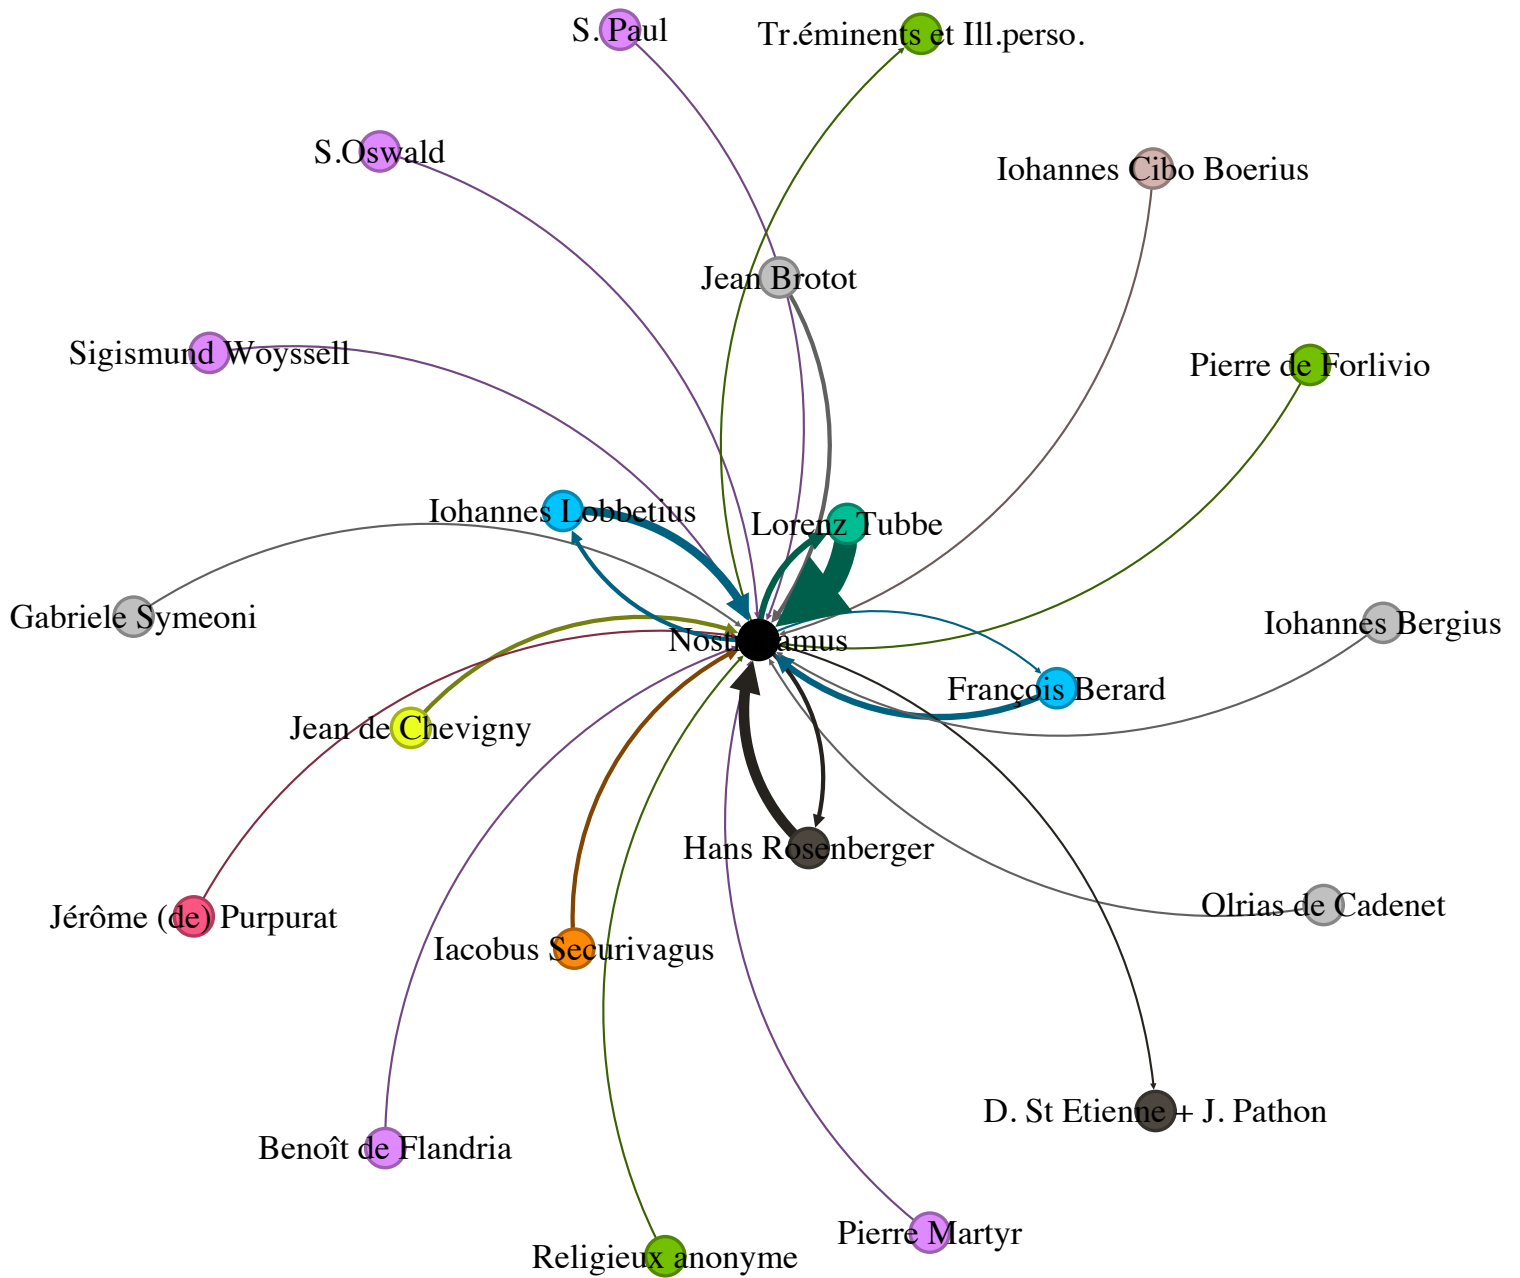 S. Paul
Tr.éminents et Ill.perso.
S.Oswald
Iohannes Cibo Boerius
Jean Brotot
Sigismund Woyssell
Pierre de Forlivio
Iohannes Lobbetius
Lorenz Tubbe
Gabriele Symeoni
Iohannes Bergius
Nostradamus
François Berard
Jean de Chevigny
Hans Rosenberger
Olrias de Cadenet
Jérôme (de) Purpurat
Iacobus Securivagus
D. St Etienne + J. Pathon
Benoît de Flandria
Pierre Martyr
Religieux anonyme